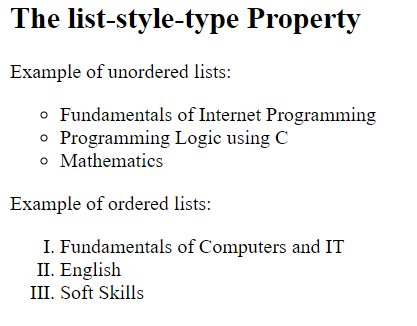 The list-style-type Property
Example of unordered lists:
Fundamentals of Internet Programming
Programming Logic using C
Mathematics
Example of ordered lists:
I. Fundamentals of Computers and IT
II. English
III. Soft Skills